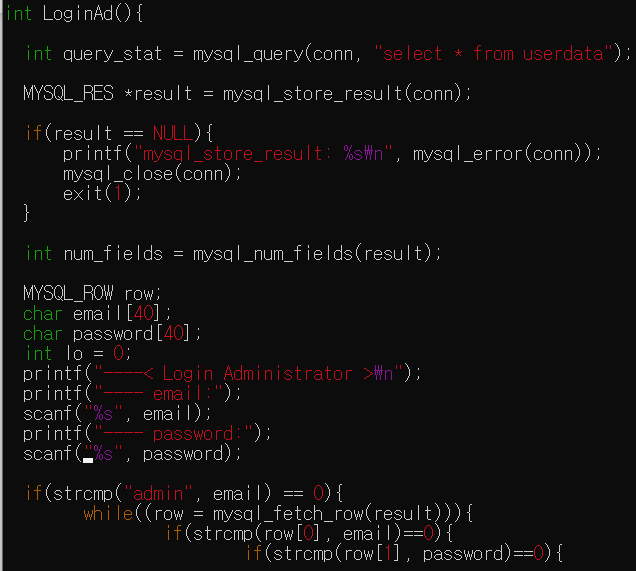 int LoginAd(){
int query_stat = mysql_query(conn, "select * from userdata");
MYSQL_RES *result = mysql_store_result(conn);
if(result == NULL){
printf("mysql_store_result: %s₩n", mysql_error(conn));
mysql_close(conn);
exit(1);
}
int num_fields = mysql_num_fields(result);
MYSQL_ROW row;
char email[40];
char password[40];
int lo = 0;
printf("----< Login Administrator >₩n");
printf("---- email:");
scanf("%s", email);
printf("---- password:");
scanf("%s", password);
if(strcmp("admin", email) == 0){
while((row = mysql_fetch_row(result))){
if(strcmp(row[0], email)==0){
if(strcmp(row[1], password)==0){